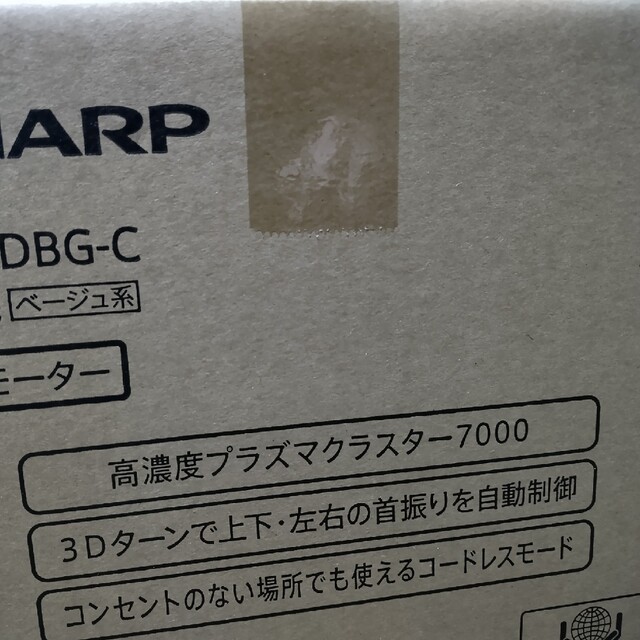 HARP
DBG-C
ベージュ系
モーター
高濃度プラズマクラスター7000
3Dターンで上下・左右の首振りを自動制御
コンセントのない場所でも使えるコードレスモード